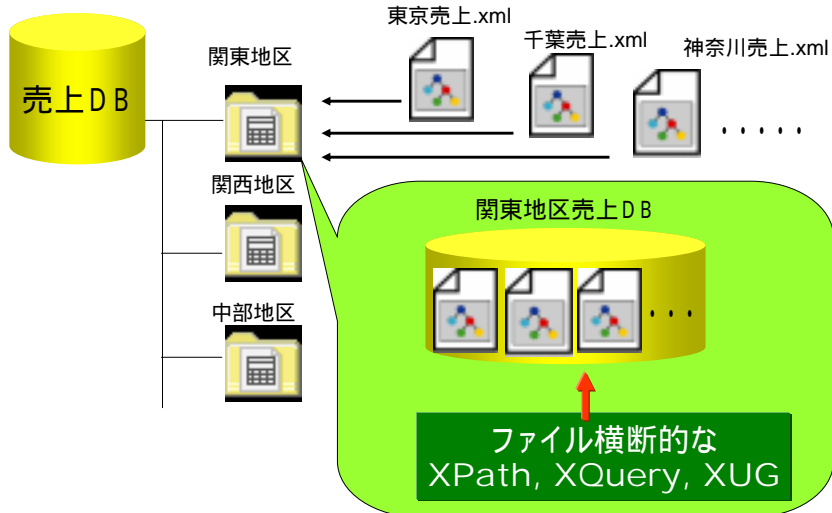 東京売上.xml
千葉売上.xml
神奈川売上.xml
関東地区
売上DB
・・・・・
関西地区
関東地区売上DB
中部地区
・・・
ファイル横断的な
XPath, XQuery, XUG